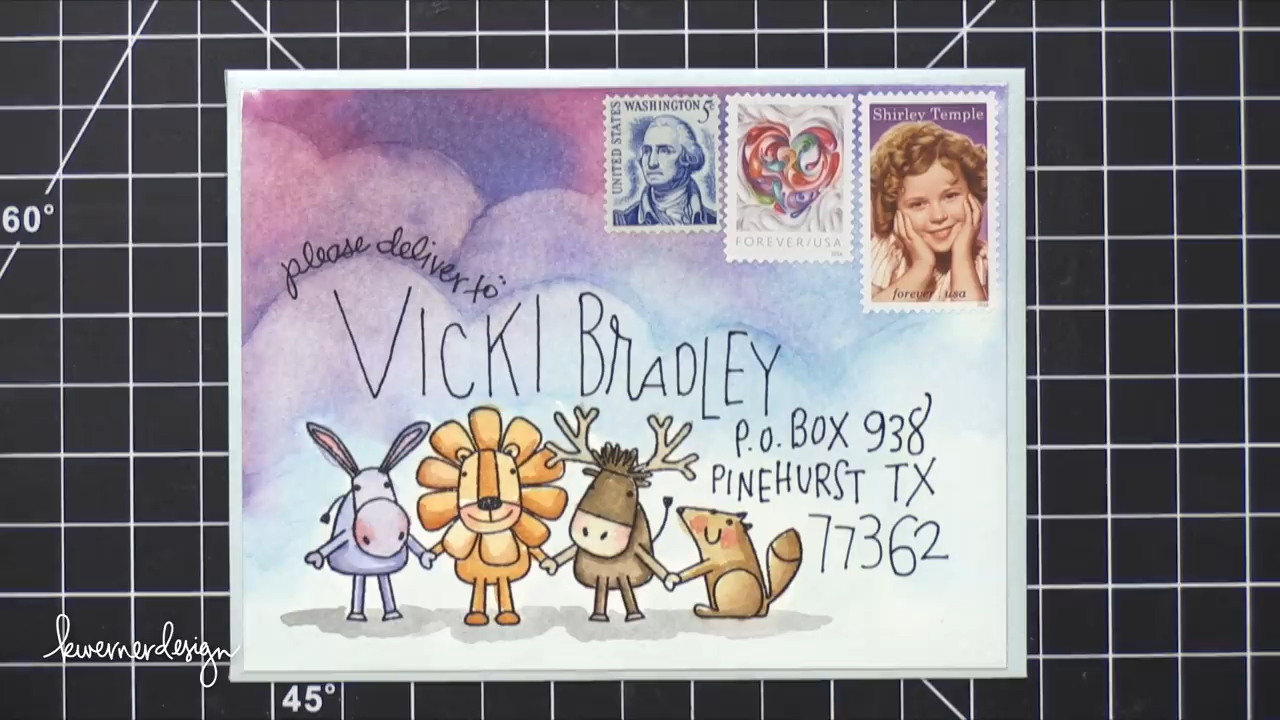 UNITED STATES
WASHINGTON 5¢
FOREVER/USA
Shirley Temple
forever usa
please deliver to:
VICKI BRADLEY
P.O. BOX 938
PINEHURST TX
77362
60°
45°
kwernerdesign